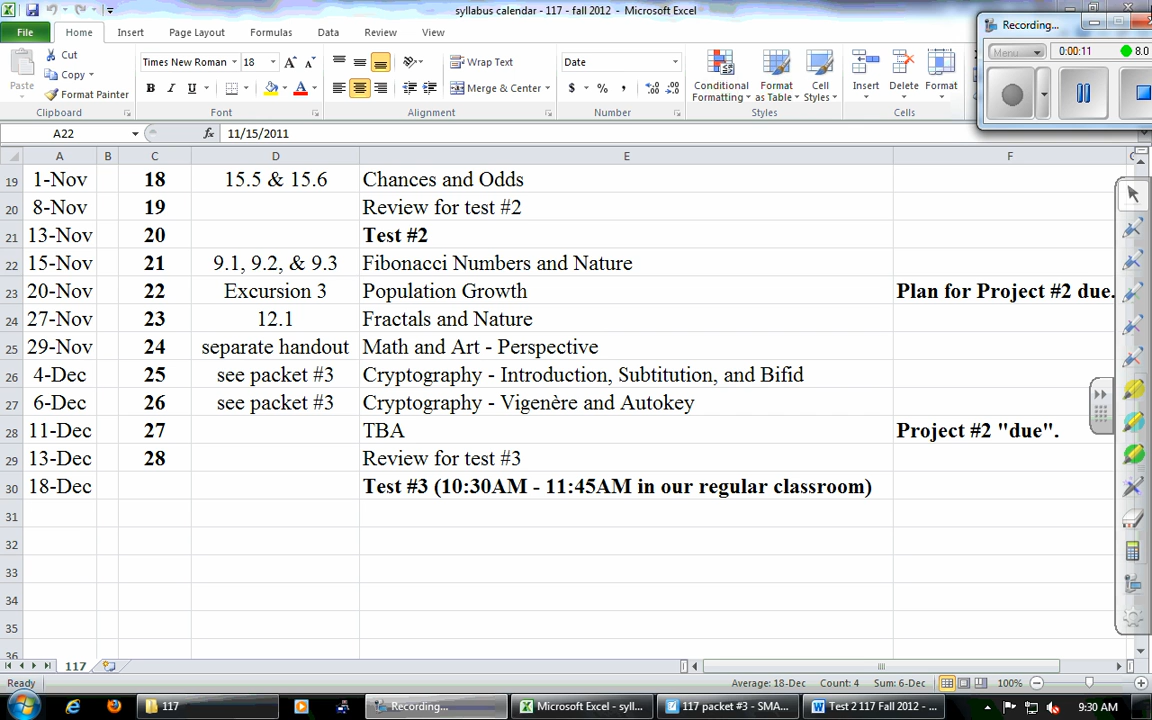 syllabus calendar - 117 - fall 2012 - Microsoft Excel
Recording...
File Home Insert Page Layout Formulas Data Review View
Menu 0:00:11 8.0
Paste Cut Copy Format Painter
Times New Roman 18
B I U
Wrap Text
Merge & Center
Date
$ % ,
Conditional Formatting Format as Table Cell Styles
Insert Delete Format
Clipboard Font Alignment Number Styles Cells
A22 fx 11/15/2011
A B C D E F
19 1-Nov 18 15.5 & 15.6 Chances and Odds
20 8-Nov 19 Review for test #2
21 13-Nov 20 Test #2
22 15-Nov 21 9.1, 9.2, & 9.3 Fibonacci Numbers and Nature
23 20-Nov 22 Excursion 3 Population Growth Plan for Project #2 due.
24 27-Nov 23 12.1 Fractals and Nature
25 29-Nov 24 separate handout Math and Art - Perspective
26 4-Dec 25 see packet #3 Cryptography - Introduction, Subtitution, and Bifid
27 6-Dec 26 see packet #3 Cryptography - Vigenère and Autokey
28 11-Dec 27 TBA Project #2 "due".
29 13-Dec 28 Review for test #3
30 18-Dec Test #3 (10:30AM - 11:45AM in our regular classroom)
31
32
33
34
35
36
117
Ready Average: 18-Dec Count: 4 Sum: 6-Dec 100%
117 Recording... Microsoft Excel - syll... 117 packet #3 - SMA... Test 2 117 Fall 2012 - ... 9:30 AM